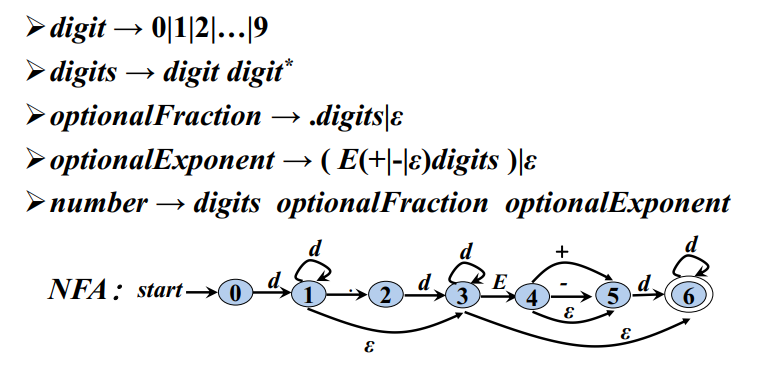 ➢digit → 0|1|2|…|9
➢digits → digit digit*
➢optionalFraction → .digits|ε
➢optionalExponent → ( E(+|-|ε)digits )|ε
➢number → digits optionalFraction optionalExponent
d d + d
NFA： start 0 d 1 . 2 d 3 E 4 - 5 d 6
ε
ε ε